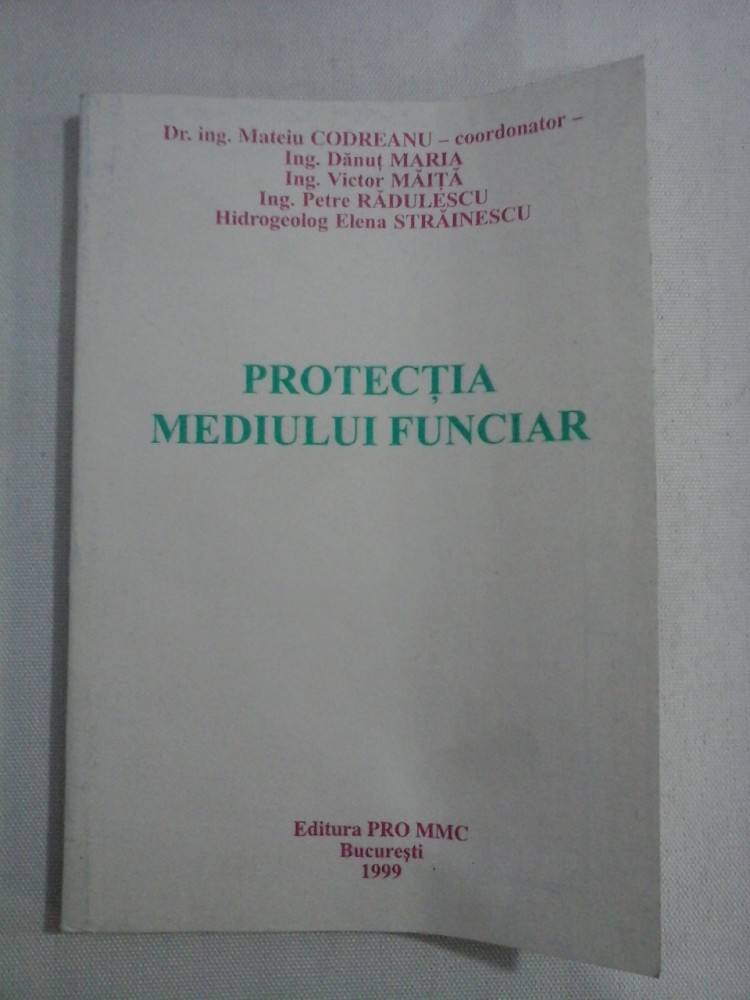 Dr. ing. Mateiu CODREANU – coordonator –
Ing. Dănuț MARIA
Ing. Victor MĂIȚĂ
Ing. Petre RĂDULESCU
Hidrogeolog Elena STRĂINESCU
PROTECȚIA
MEDIULUI FUNCIAR
Editura PRO MMC
București
1999